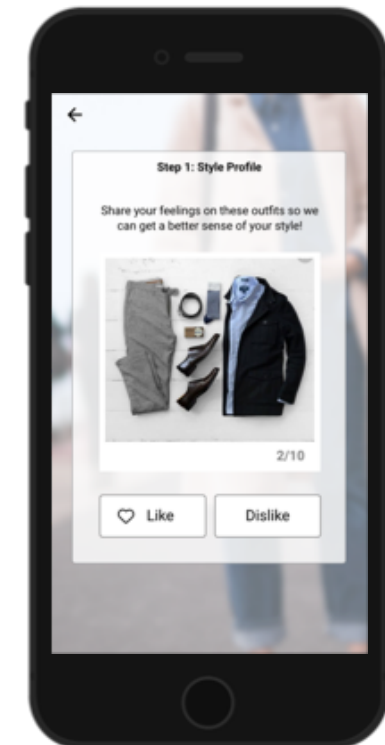 Step 1: Style Profile
Share your feelings on these outfits so we
can get a better sense of your style!
2/10
Like
Dislike